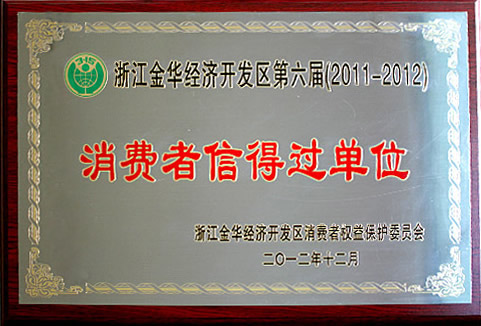 浙江金华经济开发区第六届(2011-2012)
消费者信得过单位
浙江金华经济开发区消费者权益保护委员会
二〇一二年十二月